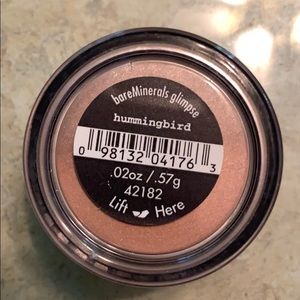 bareMinerals glimpse
hummingbird
0 98132 04176 3
.02oz / .57g
42182
Lift Here